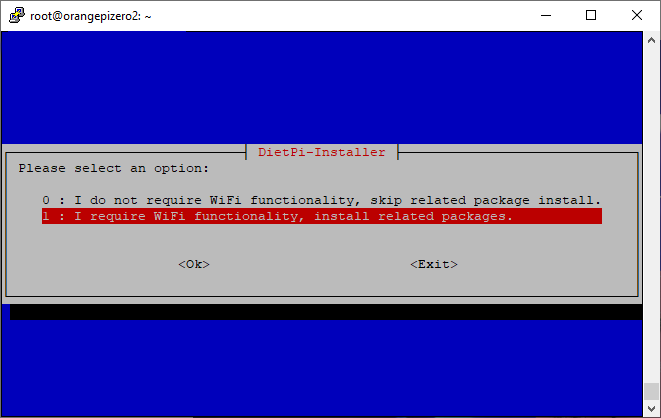 root@orangepizero2: ~
DietPi-Installer
Please select an option:
0 : I do not require WiFi functionality, skip related package install.
1 : I require WiFi functionality, install related packages.
<Ok> <Exit>